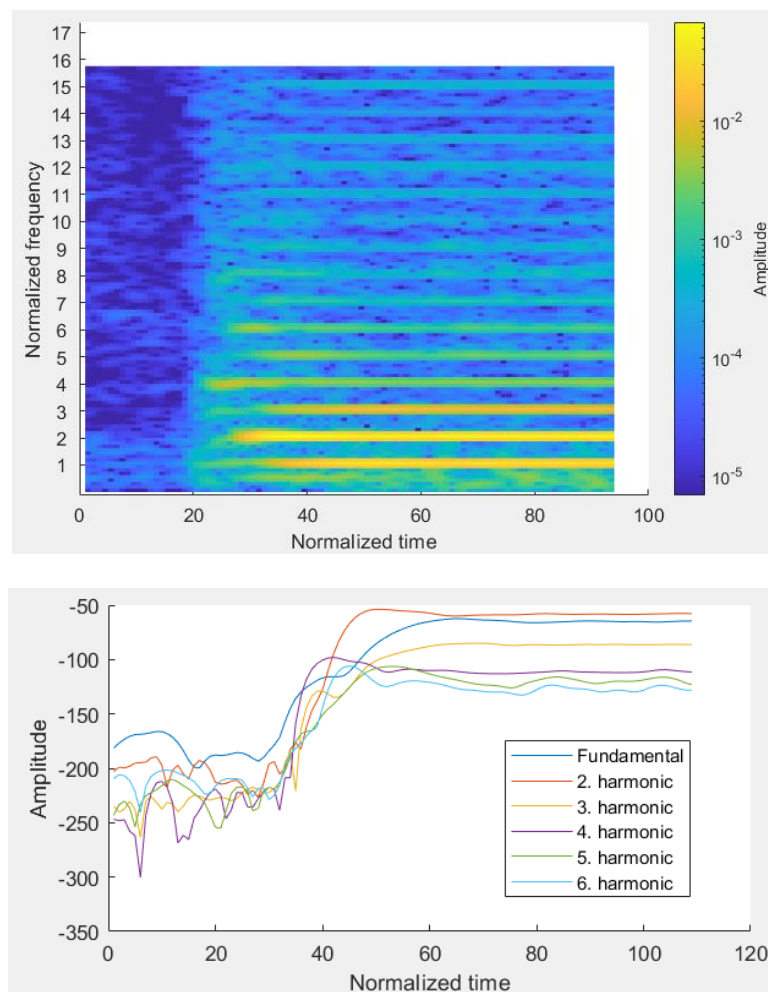 17
16
15
14
13
12
11
10
9
8
7
6
5
4
3
2
1
Normalized frequency
0 20 40 60 80 100
Normalized time
10-2
10-3
10-4
10-5
Amplitude
-50
-100
-150
-200
-250
-300
-350
Amplitude
Fundamental
2. harmonic
3. harmonic
4. harmonic
5. harmonic
6. harmonic
0 20 40 60 80 100 120
Normalized time